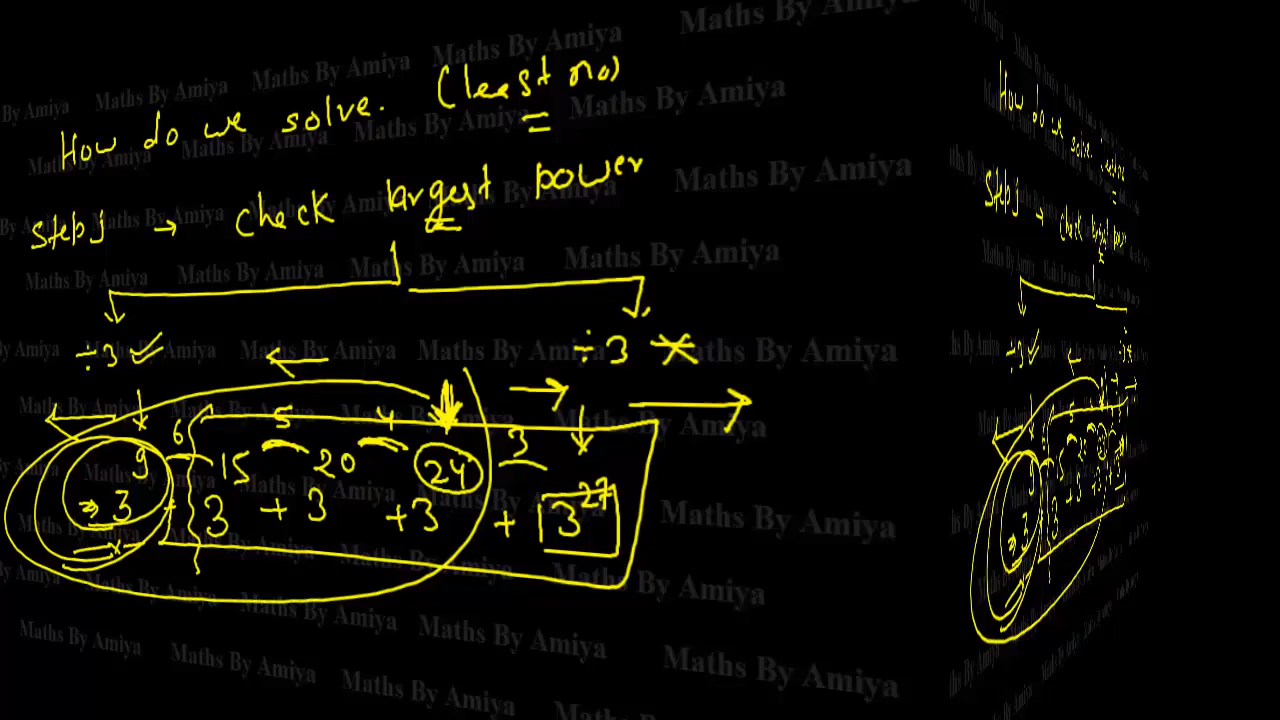 How do we solve. (least no)
Step 1 → check largest power
÷3 ✓ ÷3 ×
6 5 4 3
3^9 + 3^15 + 3^20 + 3^24 + 3^27
Maths By Amiya